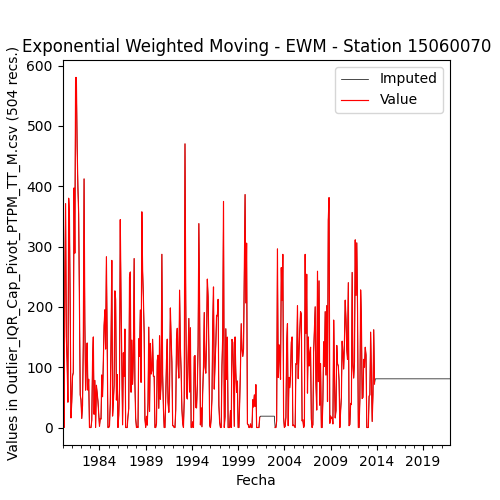 Exponential Weighted Moving - EWM - Station 15060070
Values in Outlier_IQR_Cap_Pivot_PTPM_TT_M.csv (504 recs.)
600
500
400
300
200
100
0
Imputed
Value
1984 1989 1994 1999 2004 2009 2014 2019
Fecha